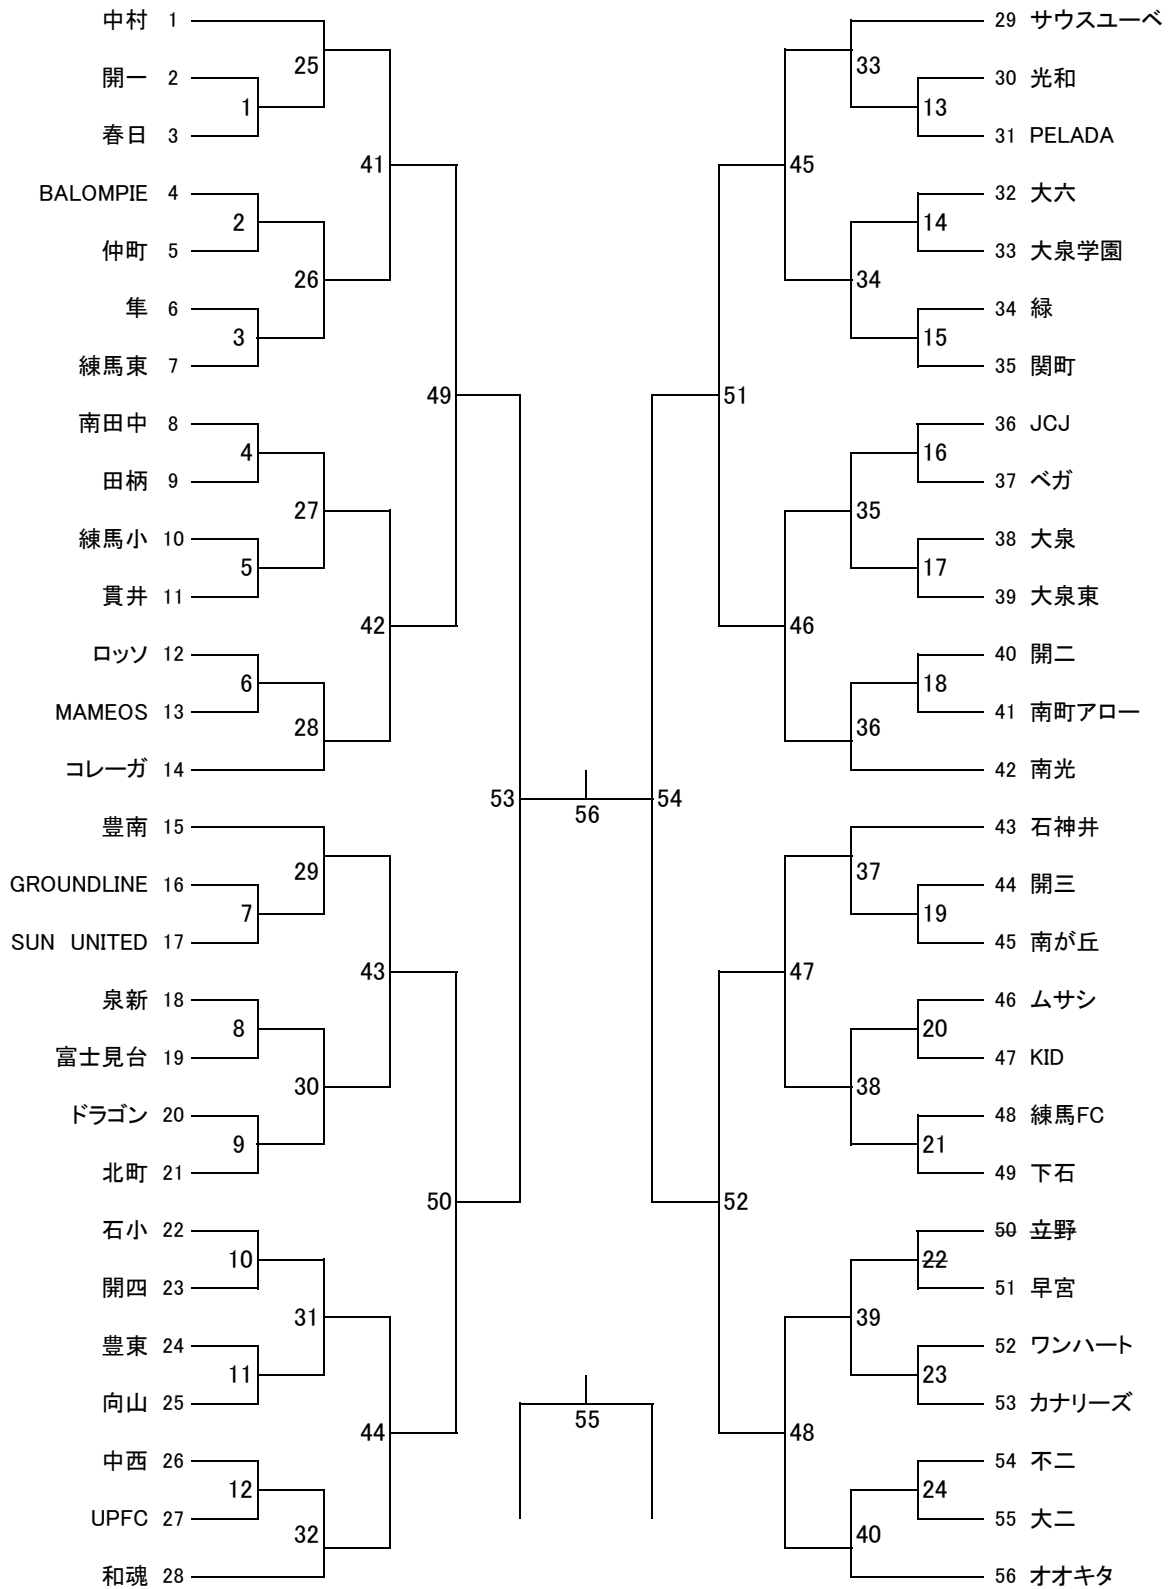 中村 1
開一 2
春日 3
BALOMPIE 4
仲町 5
隼 6
練馬東 7
南田中 8
田柄 9
練馬小 10
貫井 11
ロッソ 12
MAMEOS 13
コレーガ 14
豊南 15
GROUNDLINE 16
SUN UNITED 17
泉新 18
富士見台 19
ドラゴン 20
北町 21
石小 22
開四 23
豊東 24
向山 25
中西 26
UPFC 27
和魂 28
1
2
3
4
5
6
7
8
9
10
11
12
25
26
27
28
29
30
31
32
41
42
43
44
49
50
53
56
55
54
51
52
45
46
47
48
33
34
35
36
37
38
39
40
13
14
15
16
17
18
19
20
21
22
23
24
29 サウスユーベ
30 光和
31 PELADA
32 大六
33 大泉学園
34 緑
35 関町
36 JCJ
37 ベガ
38 大泉
39 大泉東
40 開二
41 南町アロー
42 南光
43 石神井
44 開三
45 南が丘
46 ムサシ
47 KID
48 練馬FC
49 下石
50 立野
51 早宮
52 ワンハート
53 カナリーズ
54 不二
55 大二
56 オオキタ